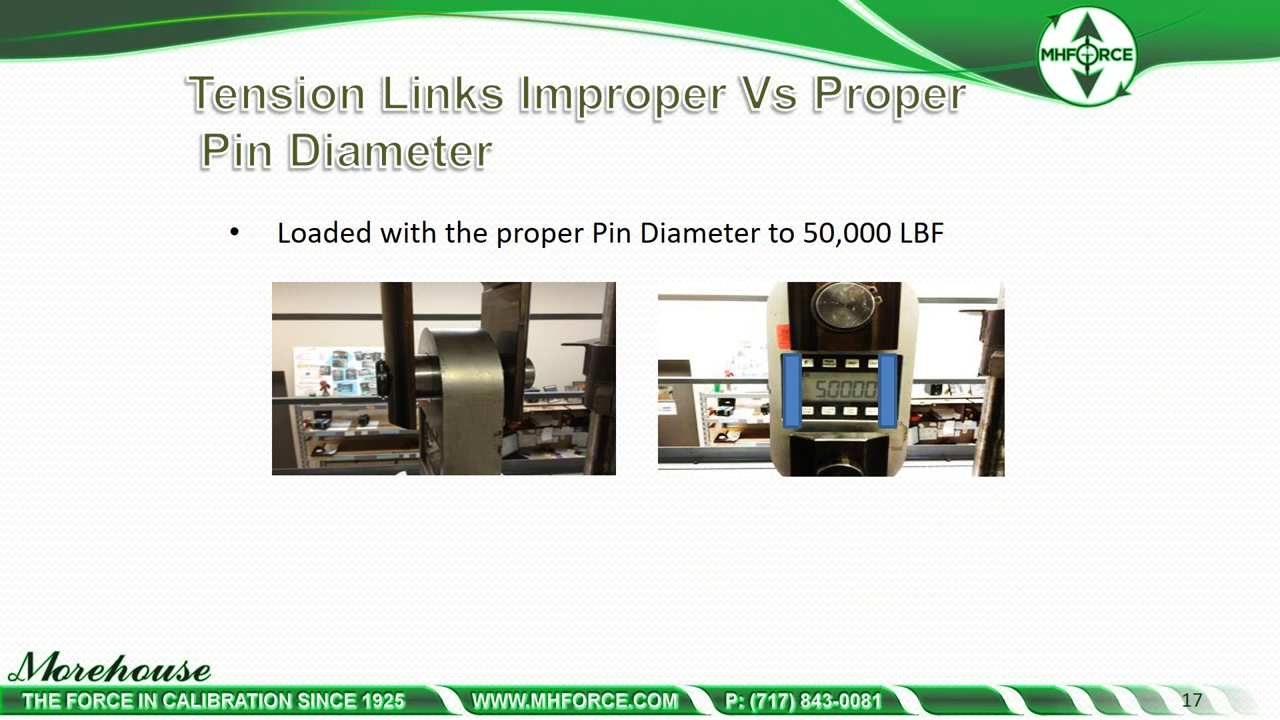 MHFORCE
Tension Links Improper Vs Proper
Pin Diameter
• Loaded with the proper Pin Diameter to 50,000 LBF
50000
Morehouse
THE FORCE IN CALIBRATION SINCE 1925 WWW.MHFORCE.COM P: (717) 843-0081 17